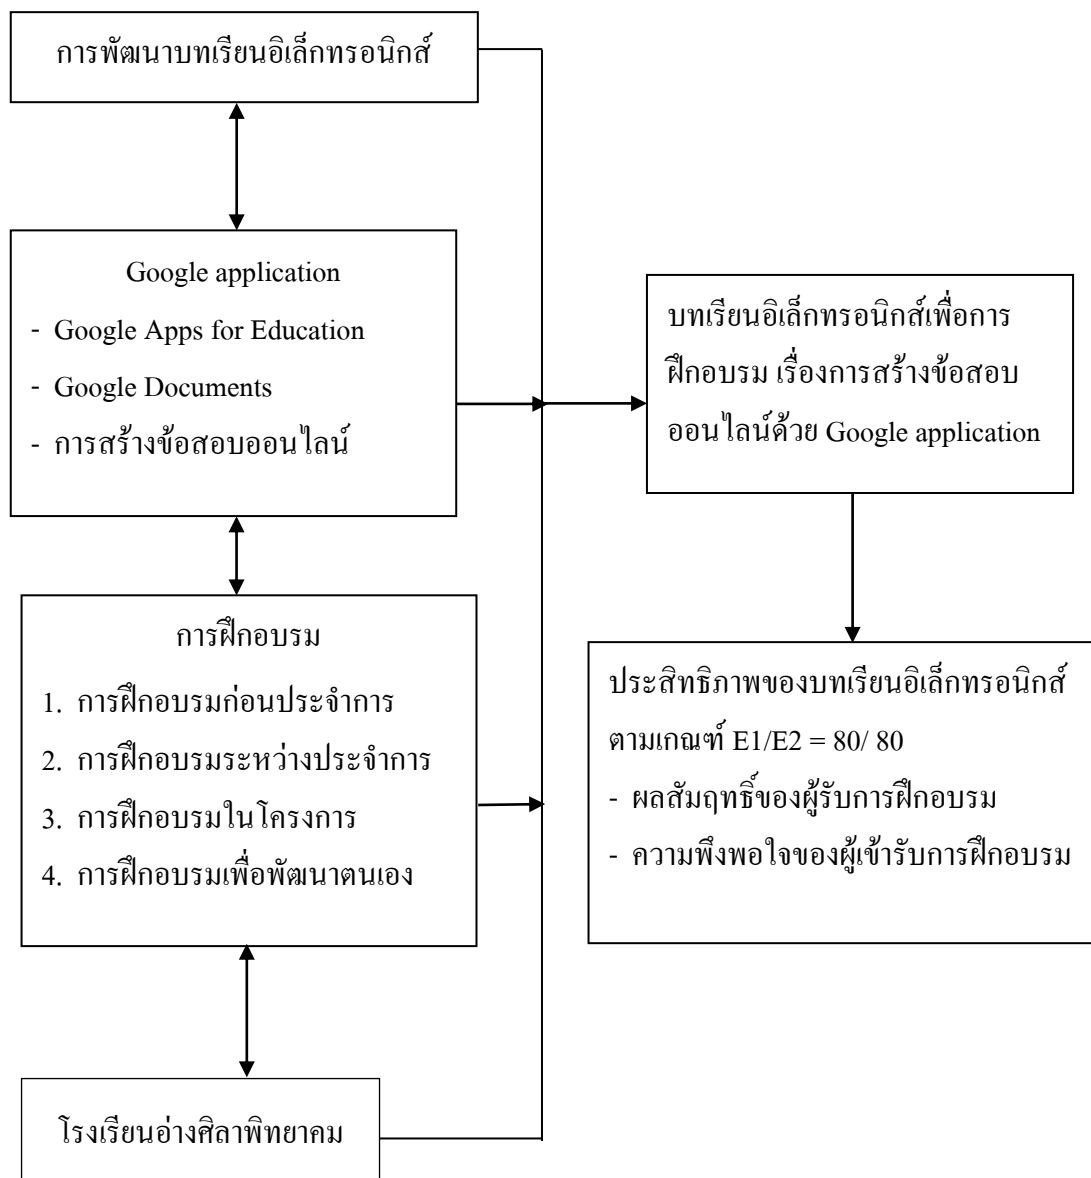 การพัฒนาบทเรียนอิเล็กทรอนิกส์
Google application
- Google Apps for Education
- Google Documents
- การสร้างข้อสอบออนไลน์
การฝึกอบรม
1. การฝึกอบรมก่อนประจำการ
2. การฝึกอบรมระหว่างประจำการ
3. การฝึกอบรมในโครงการ
4. การฝึกอบรมเพื่อพัฒนาตนเอง
โรงเรียนอ่างศิลาพิทยาคม
บทเรียนอิเล็กทรอนิกส์เพื่อการ
ฝึกอบรม เรื่องการสร้างข้อสอบ
ออนไลน์ด้วย Google application
ประสิทธิภาพของบทเรียนอิเล็กทรอนิกส์
ตามเกณฑ์ E1/E2 = 80/ 80
- ผลสัมฤทธิ์ของผู้รับการฝึกอบรม
- ความพึงพอใจของผู้เข้ารับการฝึกอบรม